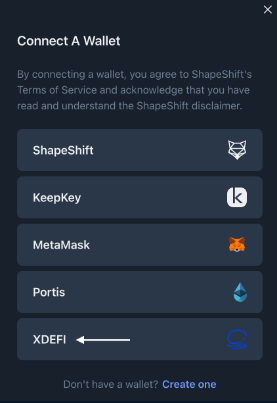 Connect A Wallet
By connecting a wallet, you agree to ShapeShift's
Terms of Service and acknowledge that you have
read and understand the ShapeShift disclaimer.
ShapeShift
KeepKey
MetaMask
Portis
XDEFI
Don't have a wallet? Create one